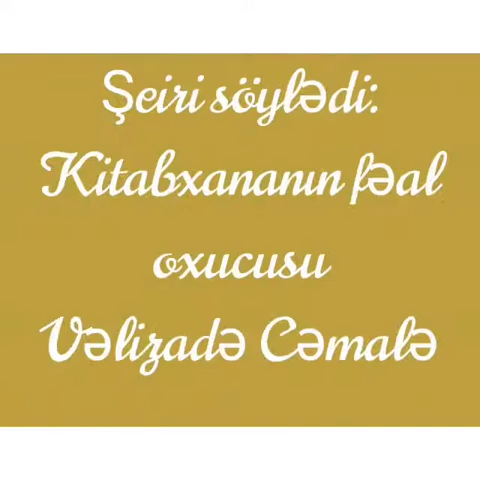 Şeiri söylədi:
Kitabxananın fəal
oxucusu
Vəlizadə Cəmalə